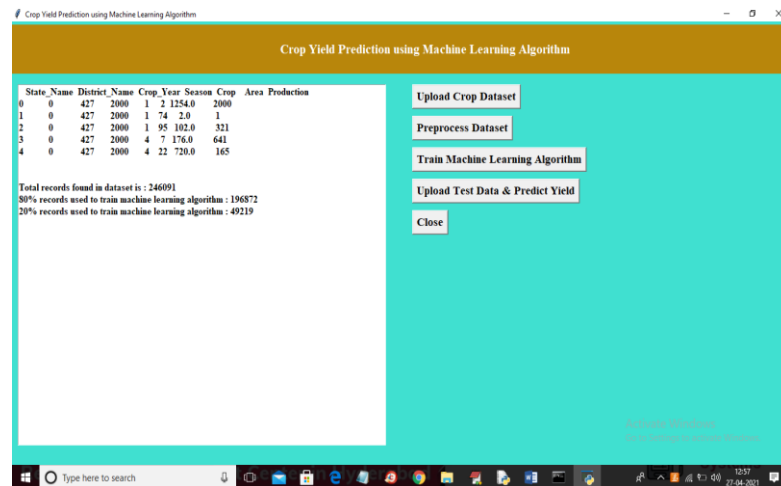 Crop Yield Prediction using Machine Learning Algorithm
Crop Yield Prediction using Machine Learning Algorithm
State_Name District_Name Crop_Year Season Crop Area Production
0 0 427 2000 1 2 1254.0 2000
1 0 427 2000 1 74 2.0 1
2 0 427 2000 1 95 102.0 321
3 0 427 2000 4 7 176.0 641
4 0 427 2000 4 22 720.0 165
Total records found in dataset is : 246091
80% records used to train machine learning algorithm : 196872
20% records used to train machine learning algorithm : 49219
Upload Crop Dataset
Preprocess Dataset
Train Machine Learning Algorithm
Upload Test Data & Predict Yield
Close
Activate Windows
Type here to search
12:57
27-04-2021